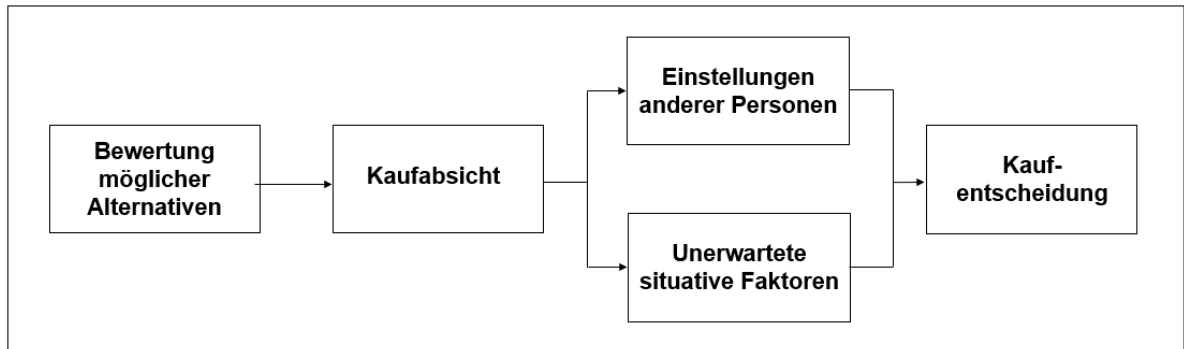 Bewertung
möglicher
Alternativen
Kaufabsicht
Einstellungen
anderer Personen
Unerwartete
situative Faktoren
Kauf-
entscheidung